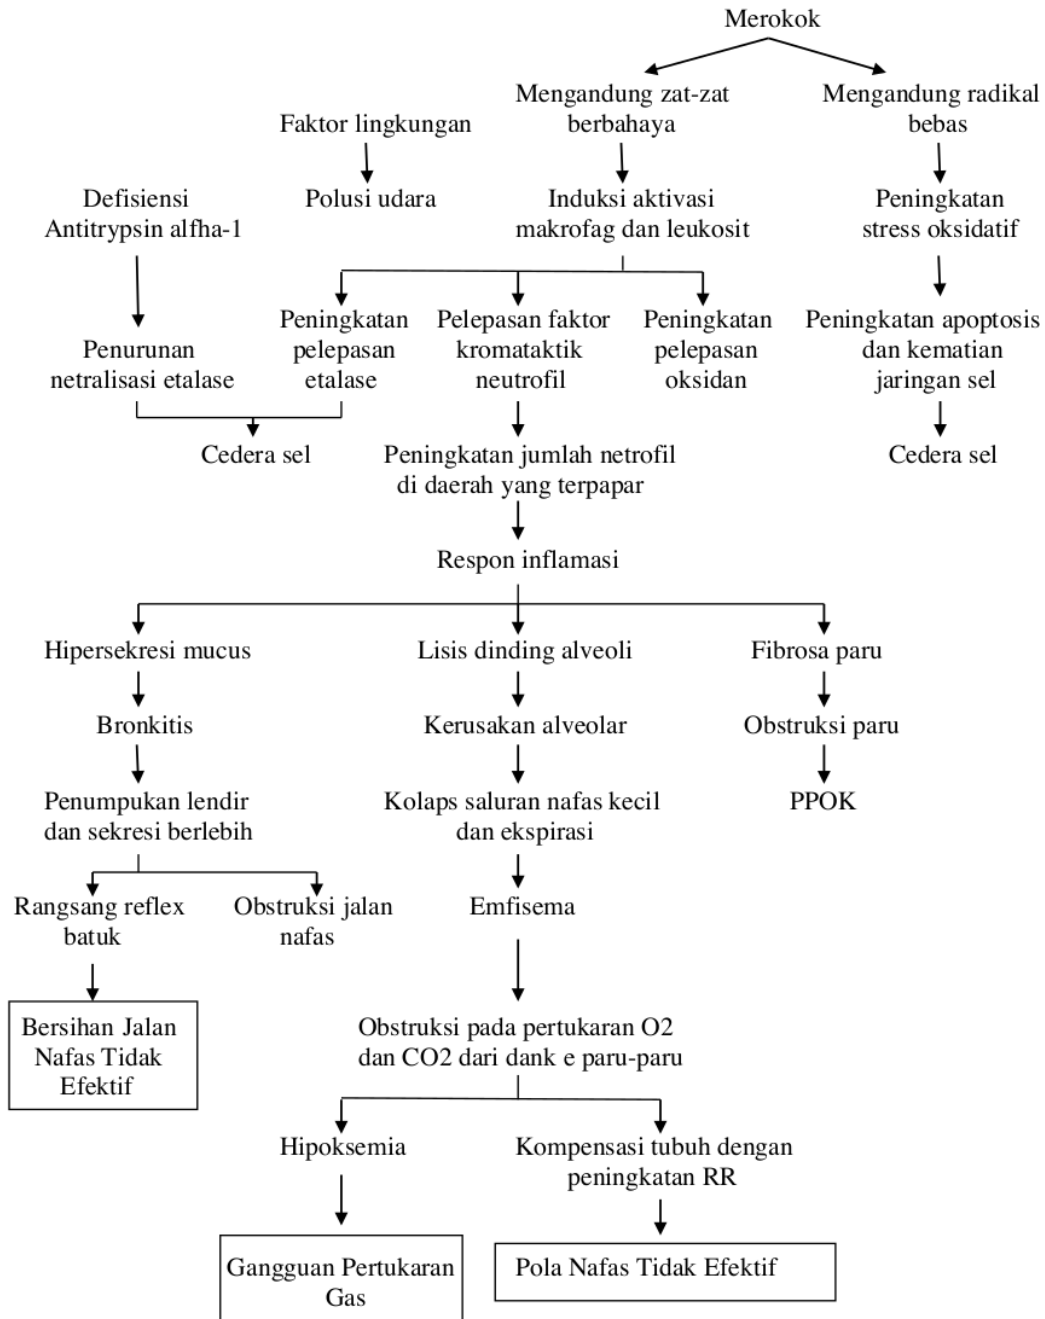 Merokok
Mengandung zat-zat
berbahaya
Mengandung radikal
bebas
Faktor lingkungan
Defisiensi
Antitrypsin alfha-1
Polusi udara
Induksi aktivasi
makrofag dan leukosit
Peningkatan
stress oksidatif
Penurunan
netralisasi etalase
Peningkatan
pelepasan
etalase
Pelepasan faktor
kromataktik
neutrofil
Peningkatan
pelepasan
oksidan
Peningkatan apoptosis
dan kematian
jaringan sel
Cedera sel
Peningkatan jumlah netrofil
di daerah yang terpapar
Cedera sel
Respon inflamasi
Hipersekresi mucus
Lisis dinding alveoli
Fibrosa paru
Bronkitis
Kerusakan alveolar
Obstruksi paru
Penumpukan lendir
dan sekresi berlebih
Kolaps saluran nafas kecil
dan ekspirasi
PPOK
Rangsang reflex
batuk
Obstruksi jalan
nafas
Emfisema
Bersihan Jalan
Nafas Tidak
Efektif
Obstruksi pada pertukaran O2
dan CO2 dari dank e paru-paru
Hipoksemia
Kompensasi tubuh dengan
peningkatan RR
Gangguan Pertukaran
Gas
Pola Nafas Tidak Efektif